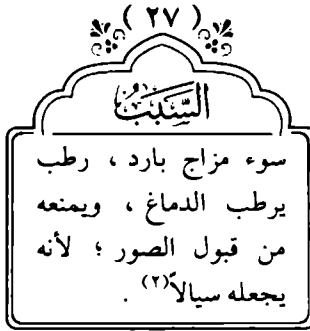 ( ٢٧ )
السَّبَبُ
سوء مزاج بارد ، رطب
يرطب الدماغ ، ويمنعه
من قبول الصور ؛ لأنه
يجعله سيالاً(٢) .